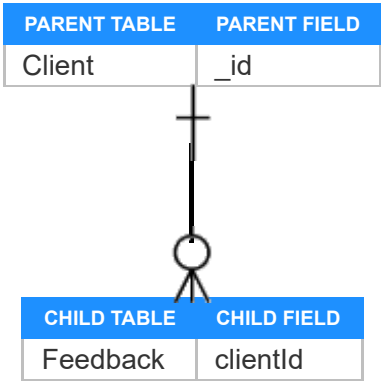 PARENT TABLE PARENT FIELD
Client _id
CHILD TABLE CHILD FIELD
Feedback clientId